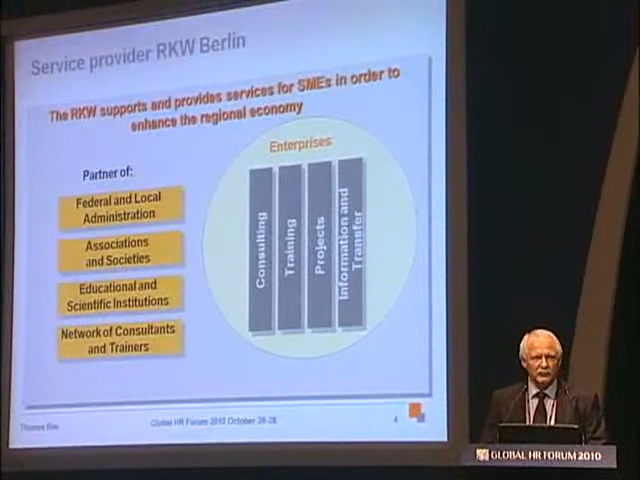 Service provider RKW Berlin
The RKW supports and provides services for SMEs in order to
enhance the regional economy
Partner of:
Federal and Local
Administration
Associations
and Societies
Educational and
Scientific Institutions
Network of Consultants
and Trainers
Enterprises
Consulting
Training
Projects
Information and
Transfer
Thomas
Global HR Forum 2010 October 26-28
4
GLOBAL HR FORUM 2010